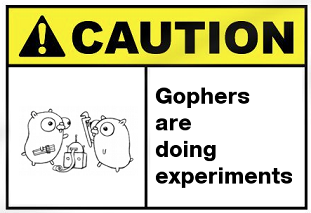 CAUTION
Gophers
are
doing
experiments